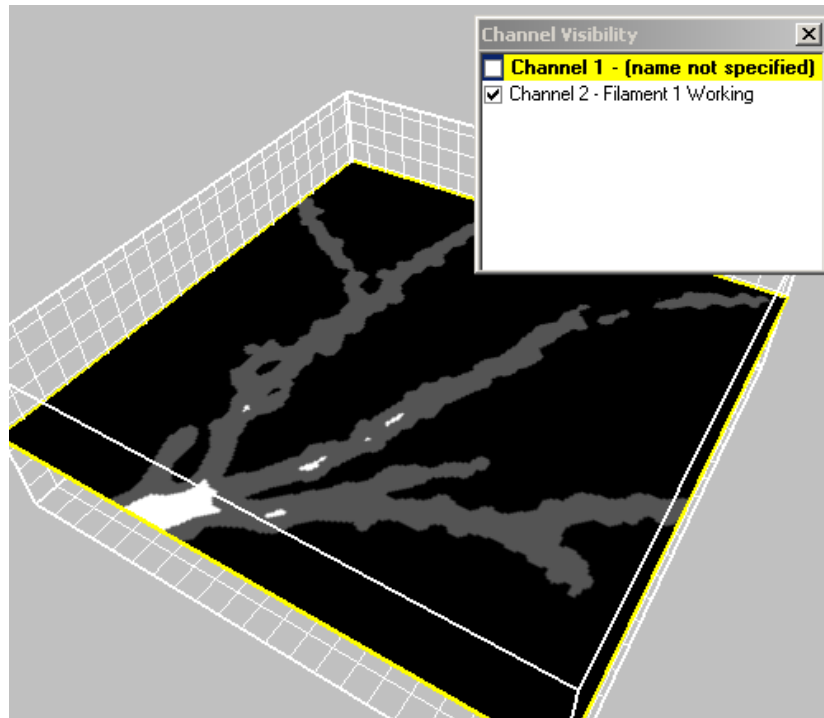 Channel Visibility
Channel 1 - (name not specified)
Channel 2 - Filament 1 Working